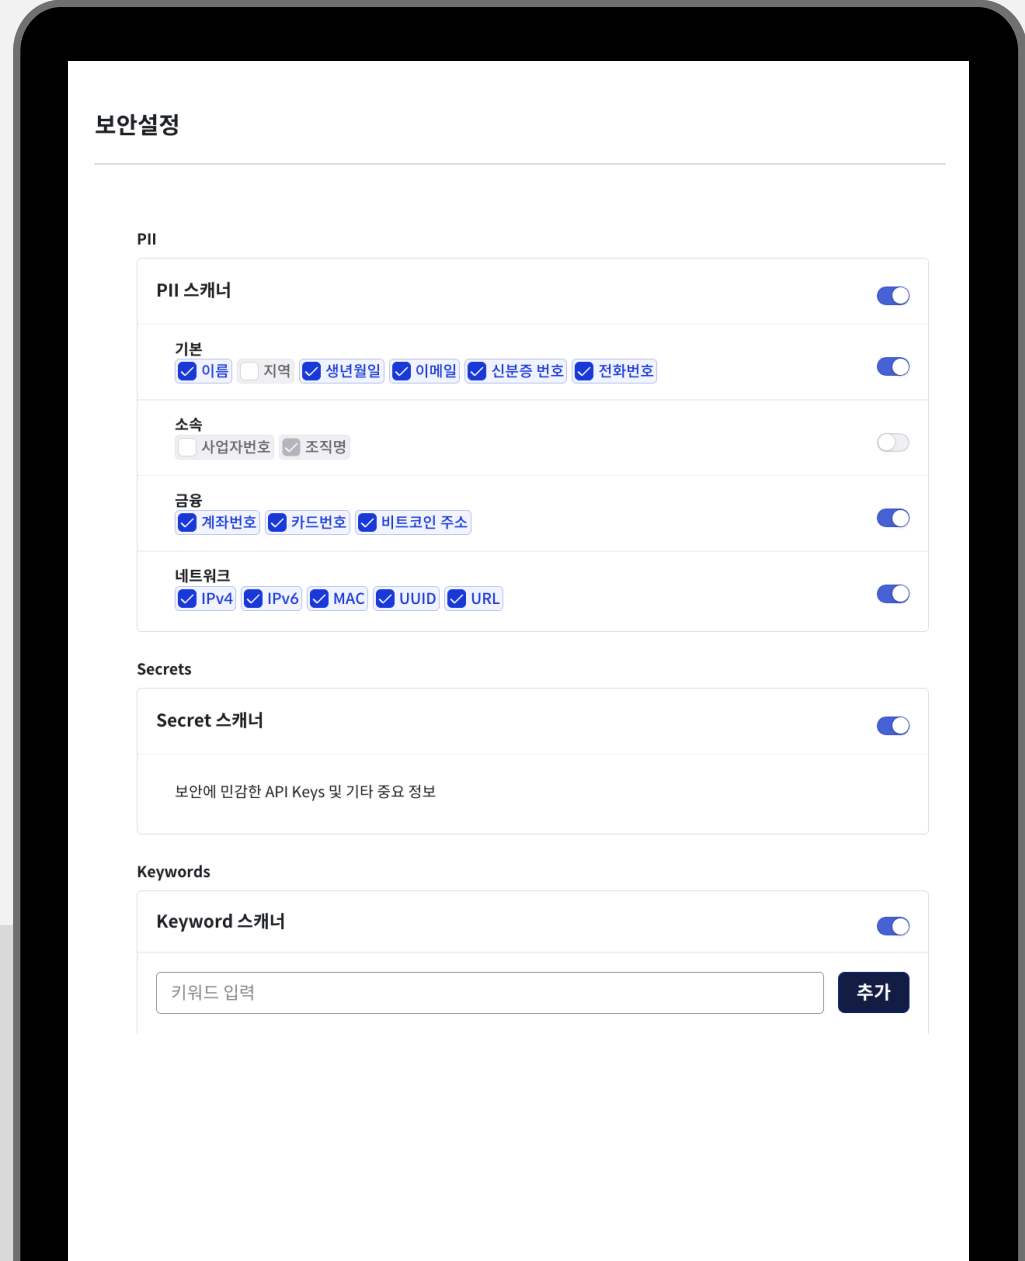 보안설정
PII
PII 스캐너
기본
이름 지역 생년월일 이메일 신분증 번호 전화번호
소속
사업자번호 조직명
금융
계좌번호 카드번호 비트코인 주소
네트워크
IPv4 IPv6 MAC UUID URL
Secrets
Secret 스캐너
보안에 민감한 API Keys 및 기타 중요 정보
Keywords
Keyword 스캐너
키워드 입력 추가